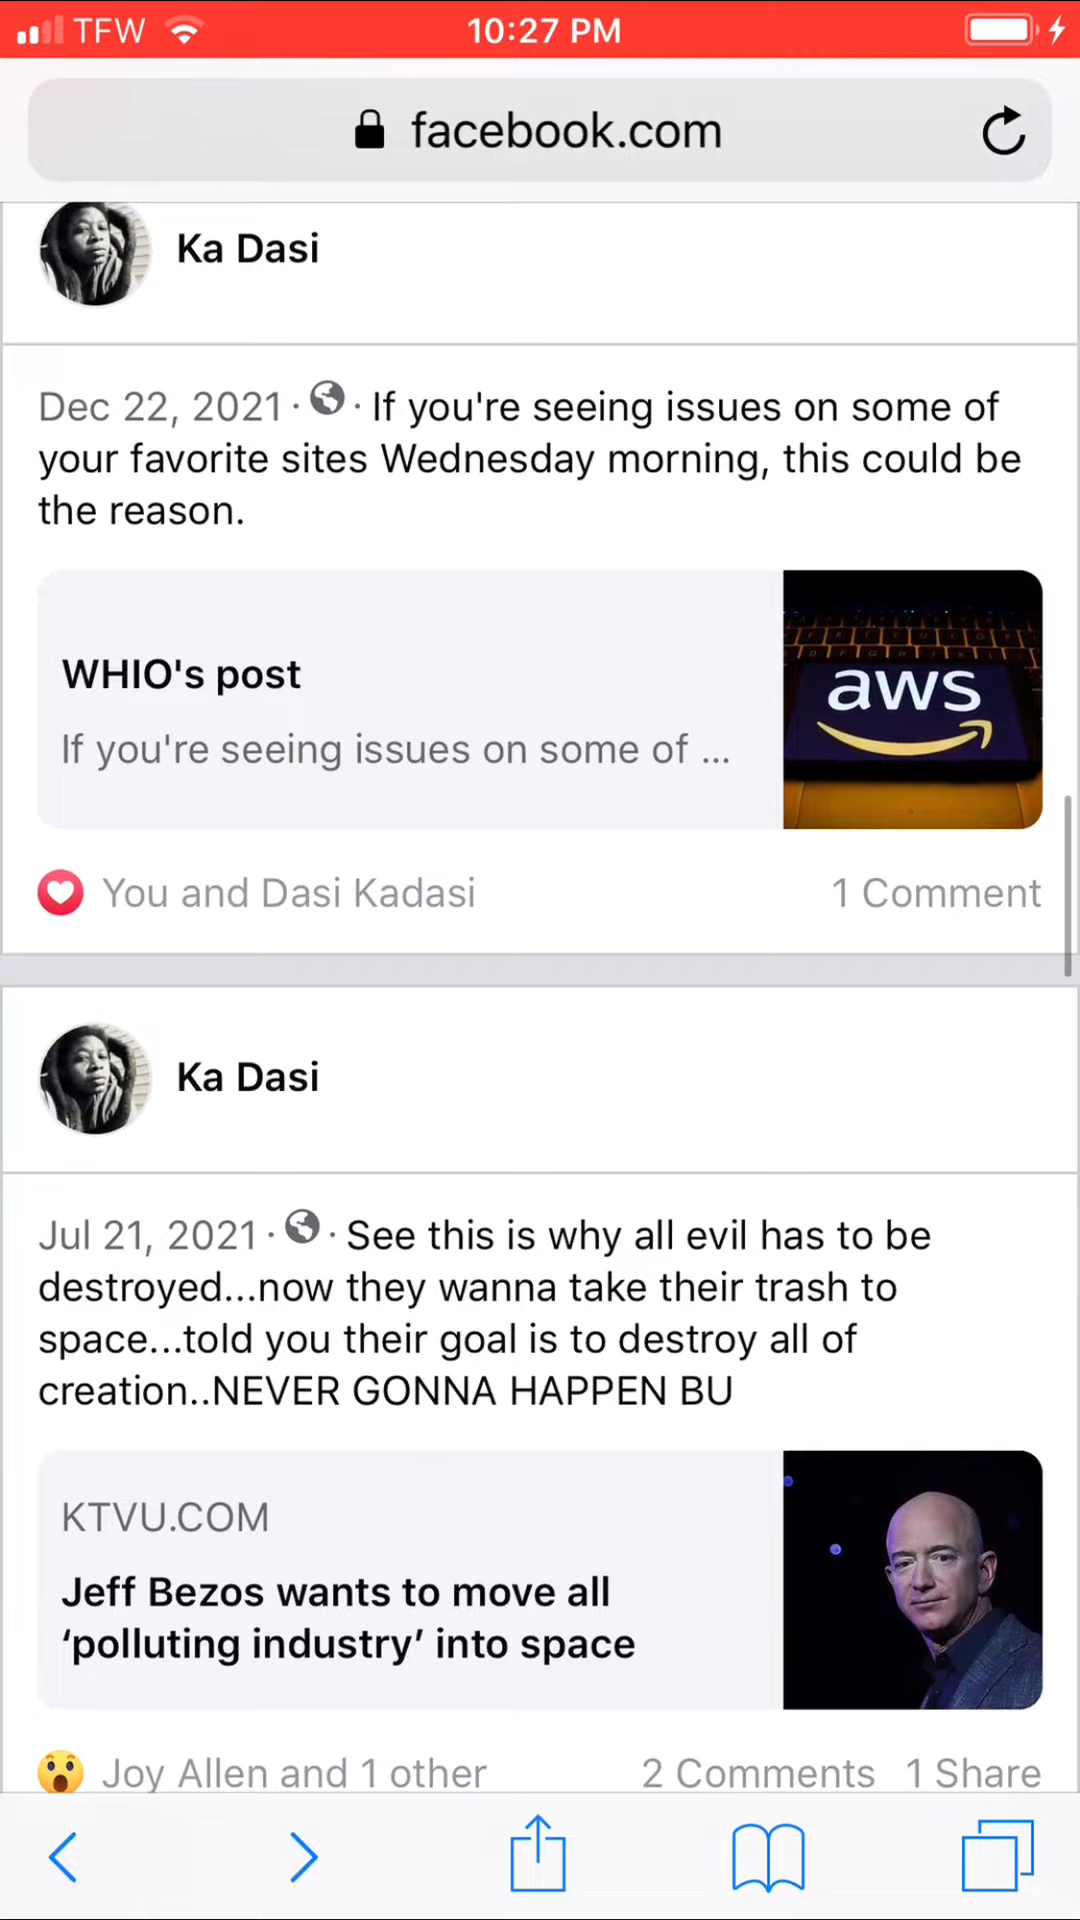 TFW 10:27 PM
facebook.com
Ka Dasi
Dec 22, 2021 · · If you're seeing issues on some of
your favorite sites Wednesday morning, this could be
the reason.
WHIO's post
If you're seeing issues on some of ...
aws
You and Dasi Kadasi 1 Comment
Ka Dasi
Jul 21, 2021 · · See this is why all evil has to be
destroyed...now they wanna take their trash to
space...told you their goal is to destroy all of
creation..NEVER GONNA HAPPEN BU
KTVU.COM
Jeff Bezos wants to move all
‘polluting industry’ into space
Joy Allen and 1 other 2 Comments 1 Share